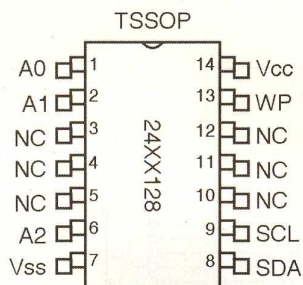 TSSOP
A0 1 14 Vcc
A1 2 13 WP
NC 3 12 NC
NC 4 11 NC
NC 5 10 NC
A2 6 9 SCL
Vss 7 8 SDA
24XX128